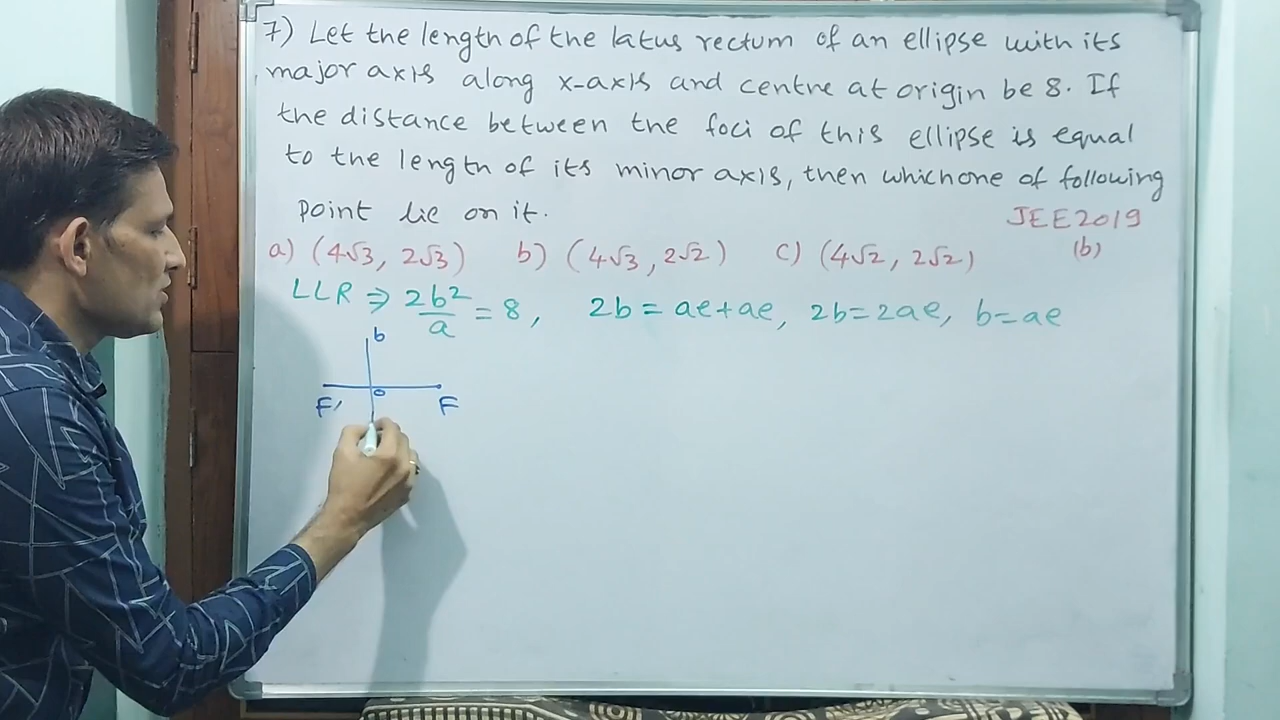 7) Let the length of the latus rectum of an ellipse with its
major axis along x-axis and centre at origin be 8. If
the distance between the foci of this ellipse is equal
to the length of its minor axis, then which one of following
point lie on it.
JEE 2019
(b)
a) (4√3, 2√3) b) (4√3, 2√2) c) (4√2, 2√2)
LLR ⇒ 2b²/a = 8, 2b = ae+ae, 2b=2ae, b=ae
b
o
F' F